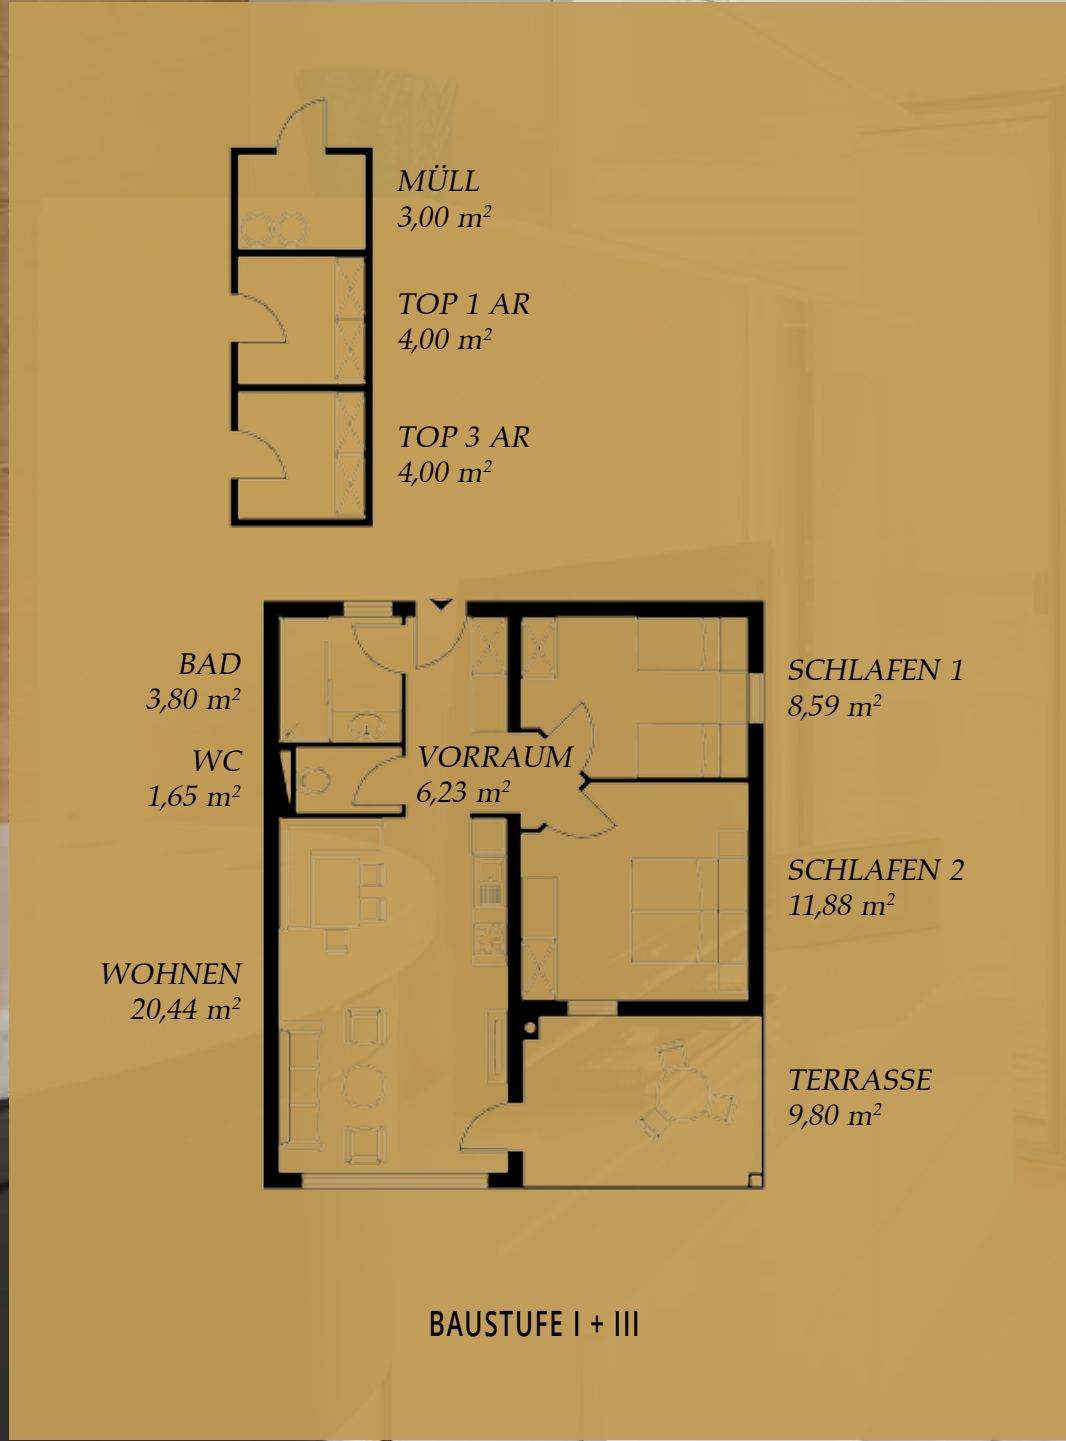 MÜLL
3,00 m²
TOP 1 AR
4,00 m²
TOP 3 AR
4,00 m²
BAD
3,80 m²
WC
1,65 m²
VORRAUM
6,23 m²
SCHLAFEN 1
8,59 m²
SCHLAFEN 2
11,88 m²
WOHNEN
20,44 m²
TERRASSE
9,80 m²
BAUSTUFE I + III